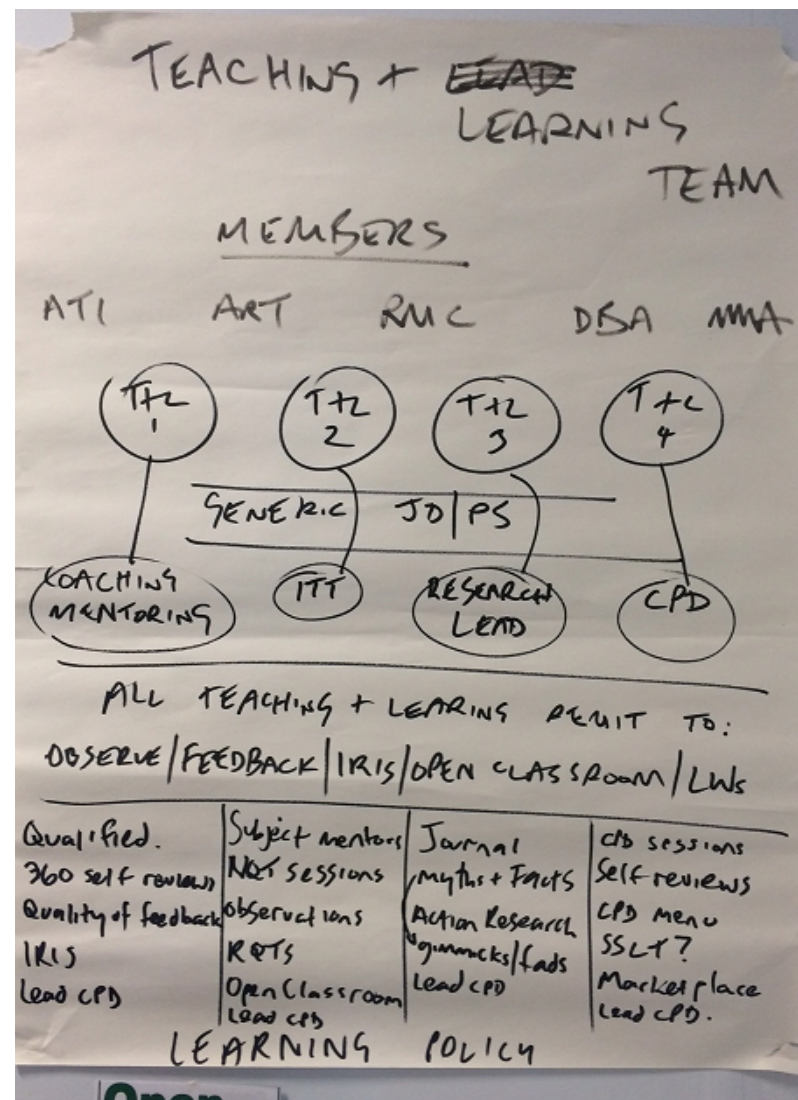 TEACHING +
LEARNING
TEAM
MEMBERS
ATI ART RMC DBA MMA
T+L 1 T+L 2 T+L 3 T+L 4
GENERIC JD/PS
COACHING MENTORING ITT RESEARCH LEAD CPD
ALL TEACHING + LEARING REMIT TO:
OBSERVE/FEEDBACK/IRIS/OPEN CLASSROOM/LWs
Qualified.
360 self reviews
Quality of feedback
IRIS
Lead CPD
Subject mentors
NQT sessions
observations
RQTS
Open Classroom
Lead CPD
Journal
myths + Facts
Action Research
gimmicks/fads
Lead CPD
CPD sessions
Self reviews
CPD menu
SSLT?
Marketplace
Lead CPD.
LEARNING POLICY
Open